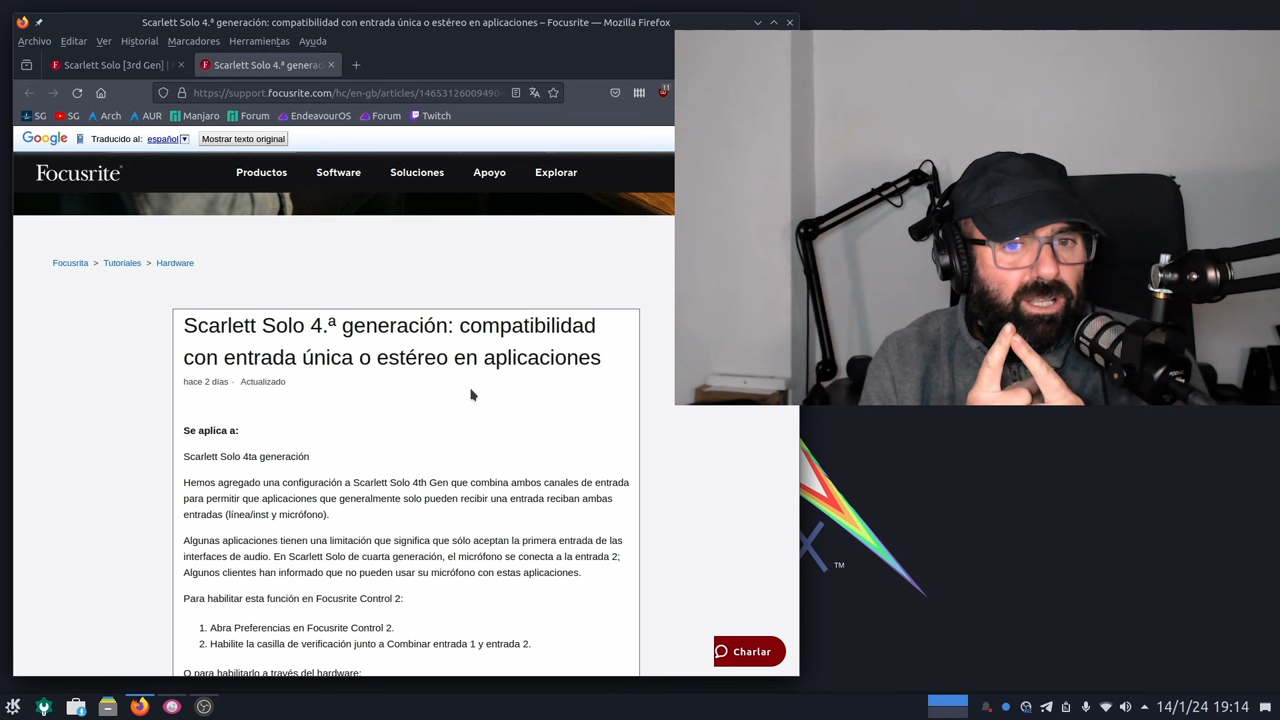 Scarlett Solo 4.ª generación: compatibilidad con entrada única o estéreo en aplicaciones – Focusrite — Mozilla Firefox
Archivo Editar Ver Historial Marcadores Herramientas Ayuda
Scarlett Solo [3rd Gen] |
Scarlett Solo 4.ª generaci
https://support.focusrite.com/hc/en-gb/articles/14653126009490-
11
SG SG Arch AUR Manjaro Forum EndeavourOS Forum Twitch
Google Traducido al: español Mostrar texto original
Focusrite Productos Software Soluciones Apoyo Explorar
Focusrita > Tutoriales > Hardware
Scarlett Solo 4.ª generación: compatibilidad
con entrada única o estéreo en aplicaciones
hace 2 días · Actualizado
Se aplica a:
Scarlett Solo 4ta generación
Hemos agregado una configuración a Scarlett Solo 4th Gen que combina ambos canales de entrada
para permitir que aplicaciones que generalmente solo pueden recibir una entrada reciban ambas
entradas (línea/inst y micrófono).
Algunas aplicaciones tienen una limitación que significa que sólo aceptan la primera entrada de las
interfaces de audio. En Scarlett Solo de cuarta generación, el micrófono se conecta a la entrada 2;
Algunos clientes han informado que no pueden usar su micrófono con estas aplicaciones.
Para habilitar esta función en Focusrite Control 2:
1. Abra Preferencias en Focusrite Control 2.
2. Habilite la casilla de verificación junto a Combinar entrada 1 y entrada 2.
O para habilitarlo a través del hardware:
Charlar
X TM
14/1/24 19:14